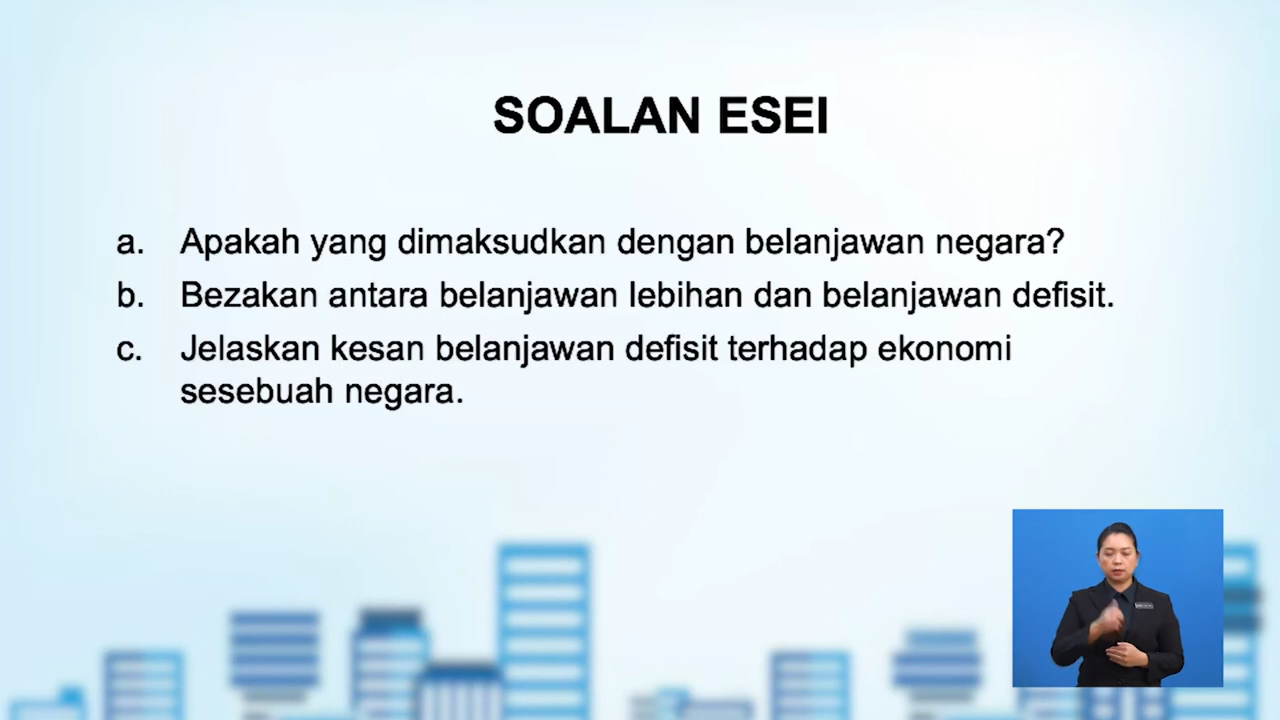 SOALAN ESEI
a. Apakah yang dimaksudkan dengan belanjawan negara?
b. Bezakan antara belanjawan lebihan dan belanjawan defisit.
c. Jelaskan kesan belanjawan defisit terhadap ekonomi
sesebuah negara.